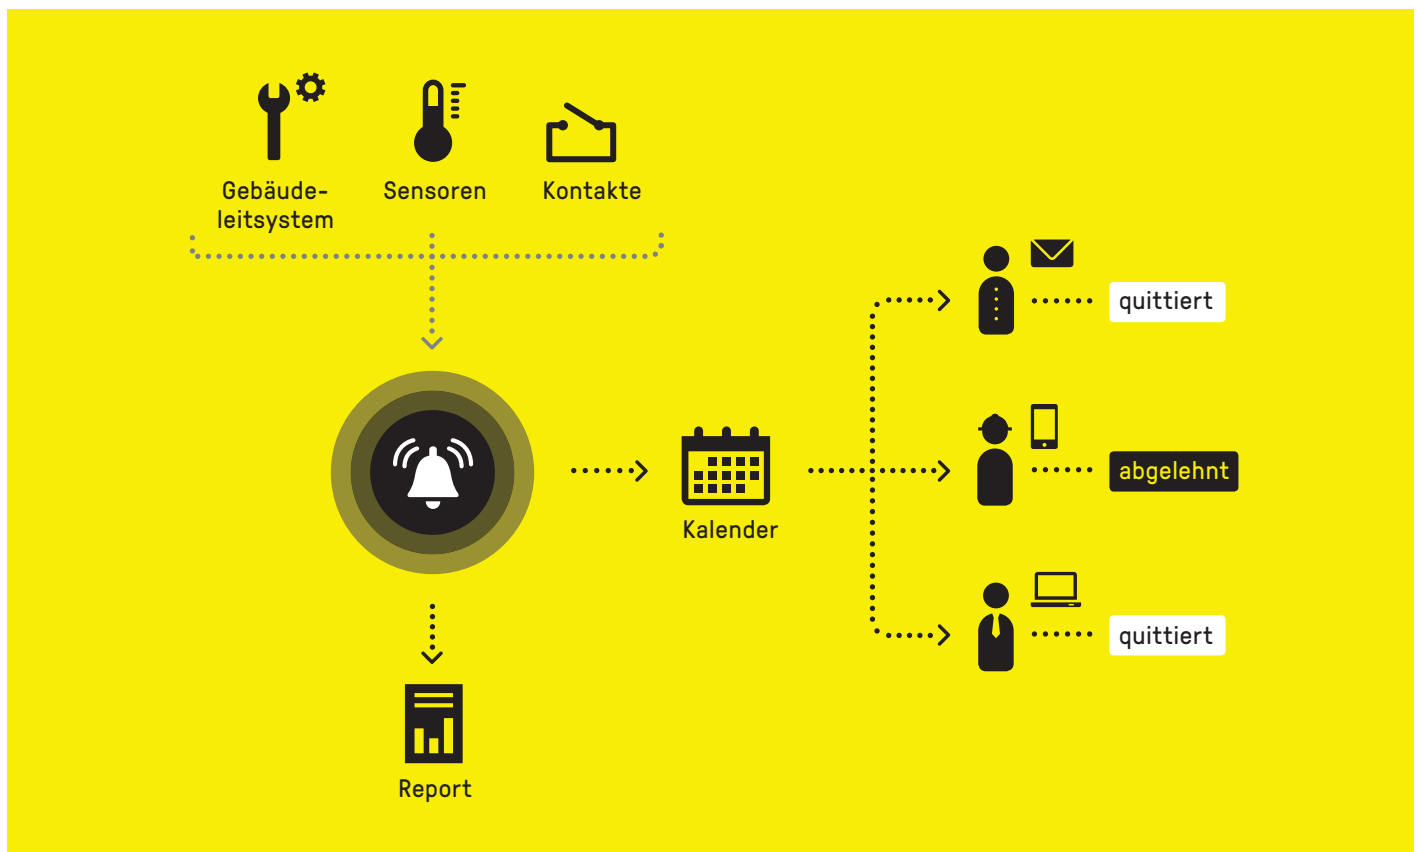 Gebäude-
leitsystem
Sensoren
Kontakte
quittiert
abgelehnt
Kalender
quittiert
Report